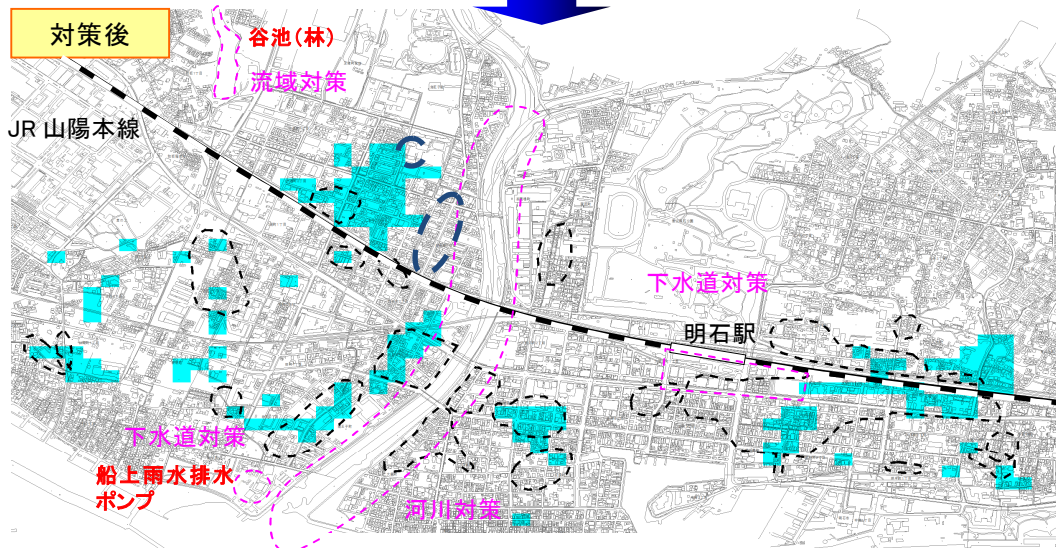 対策後
谷池(林)
流域対策
JR 山陽本線
下水道対策
明石駅
下水道対策
船上雨水排水
ポンプ
河川対策